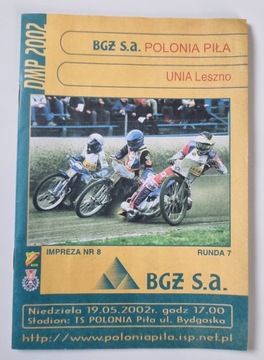 DMP 2002
BGŻ S.A. POLONIA PIŁA
UNIA Leszno
IMPREZA NR 8
RUNDA 7
BGŻ S.A.
Niedziela 19.05.2002r. godz 17.00
Stadion: TS POLONIA Piła ul. Bydgoska
http://www.poloniapila.isp.net.pl